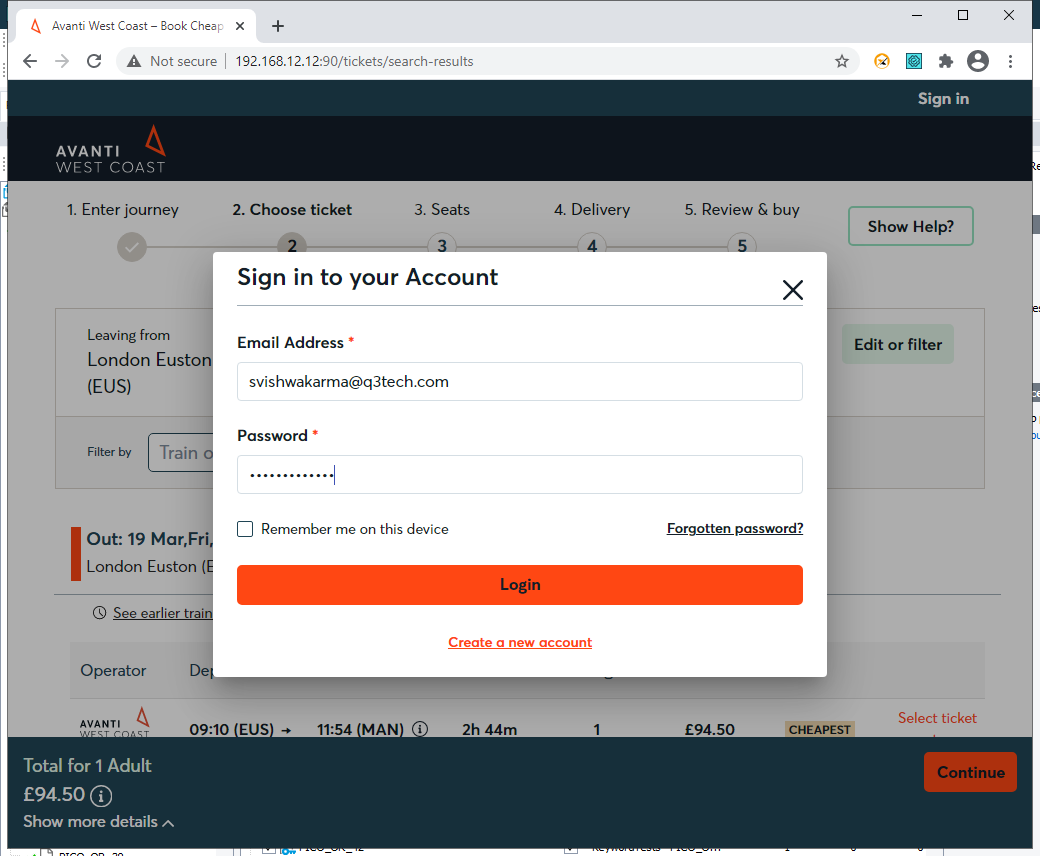 Avanti West Coast – Book Cheap
Not secure 192.168.12.12:90/tickets/search-results
Sign in
AVANTI
WEST COAST
1. Enter journey 2. Choose ticket 3. Seats 4. Delivery 5. Review & buy
Show Help?
2 3 4 5
Sign in to your Account
Leaving from
London Euston
(EUS)
Edit or filter
Email Address *
svishwakarma@q3tech.com
Password *
•••••••••••••
Filter by Train o
Remember me on this device Forgotten password?
Out: 19 Mar,Fri,
London Euston (E
Login
See earlier train
Create a new account
Operator Dep
AVANTI
WEST COAST
09:10 (EUS) → 11:54 (MAN) 2h 44m 1 £94.50 CHEAPEST Select ticket
Total for 1 Adult
£94.50
Continue
Show more details